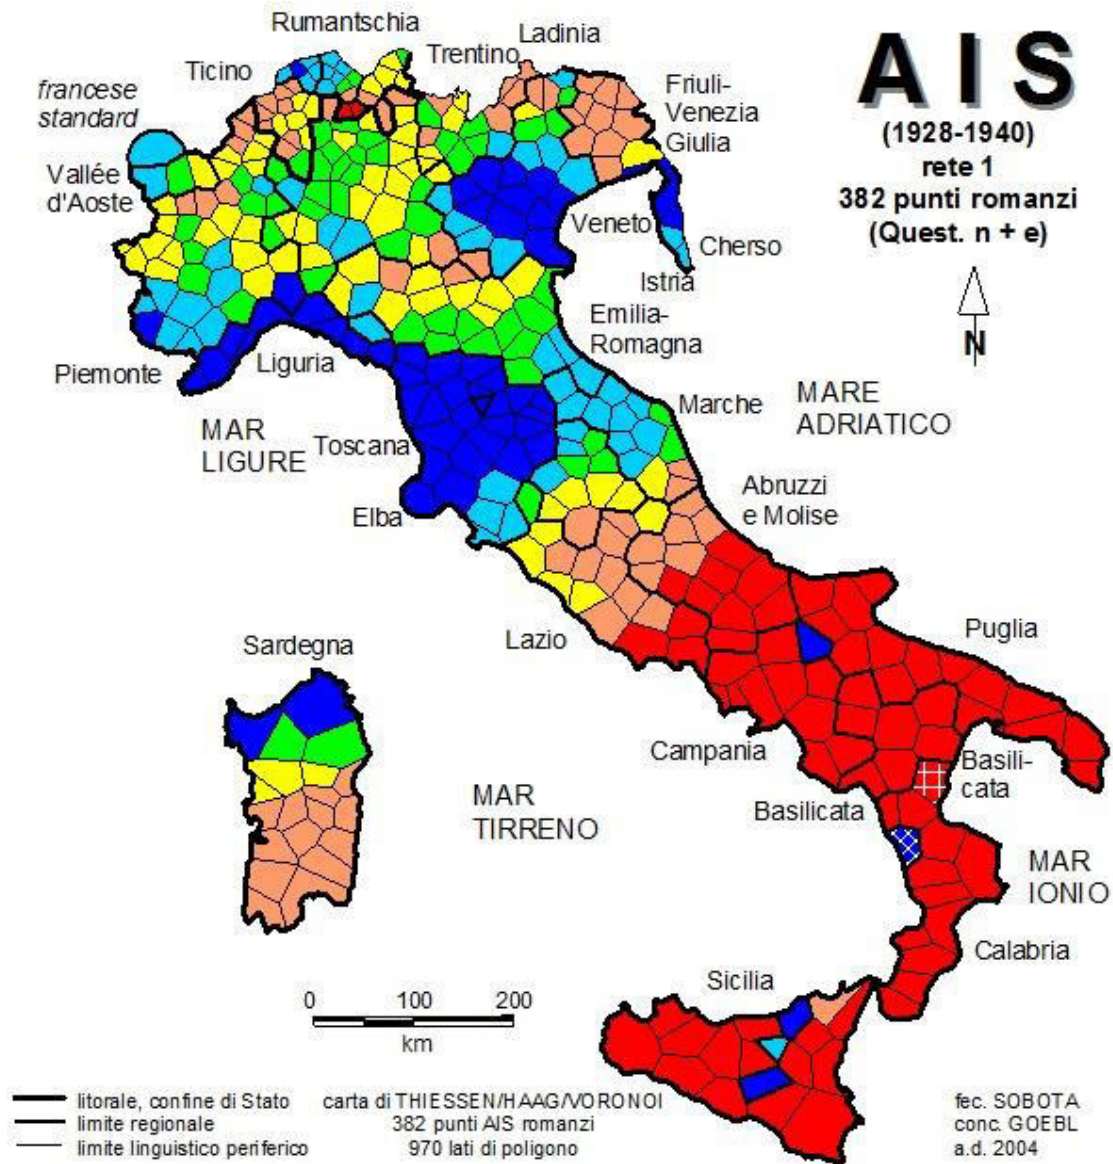 Rumantschia
Ladinia
Trentino
Ticino
AIS
(1928-1940)
rete 1
382 punti romanzi
(Quest. n + e)
francese
standard
Friuli-
Venezia
Giulia
Vallée
d'Aoste
Veneto
Cherso
Istria
N
Emilia-
Romagna
Piemonte
Liguria
MAR
LIGURE
Toscana
Marche
MARE
ADRIATICO
Elba
Abruzzi
e Molise
Lazio
Puglia
Sardegna
Campania
Basili-
cata
Basilicata
MAR
TIRRENO
MAR
IONIO
Calabria
Sicilia
0 100 200
km
litorale, confine di Stato
limite regionale
limite linguistico periferico
carta di THIESSEN/HAAG/VORONOI
382 punti AIS romanzi
970 lati di poligono
fec. SOBOTA
conc. GOEBL
a.d. 2004